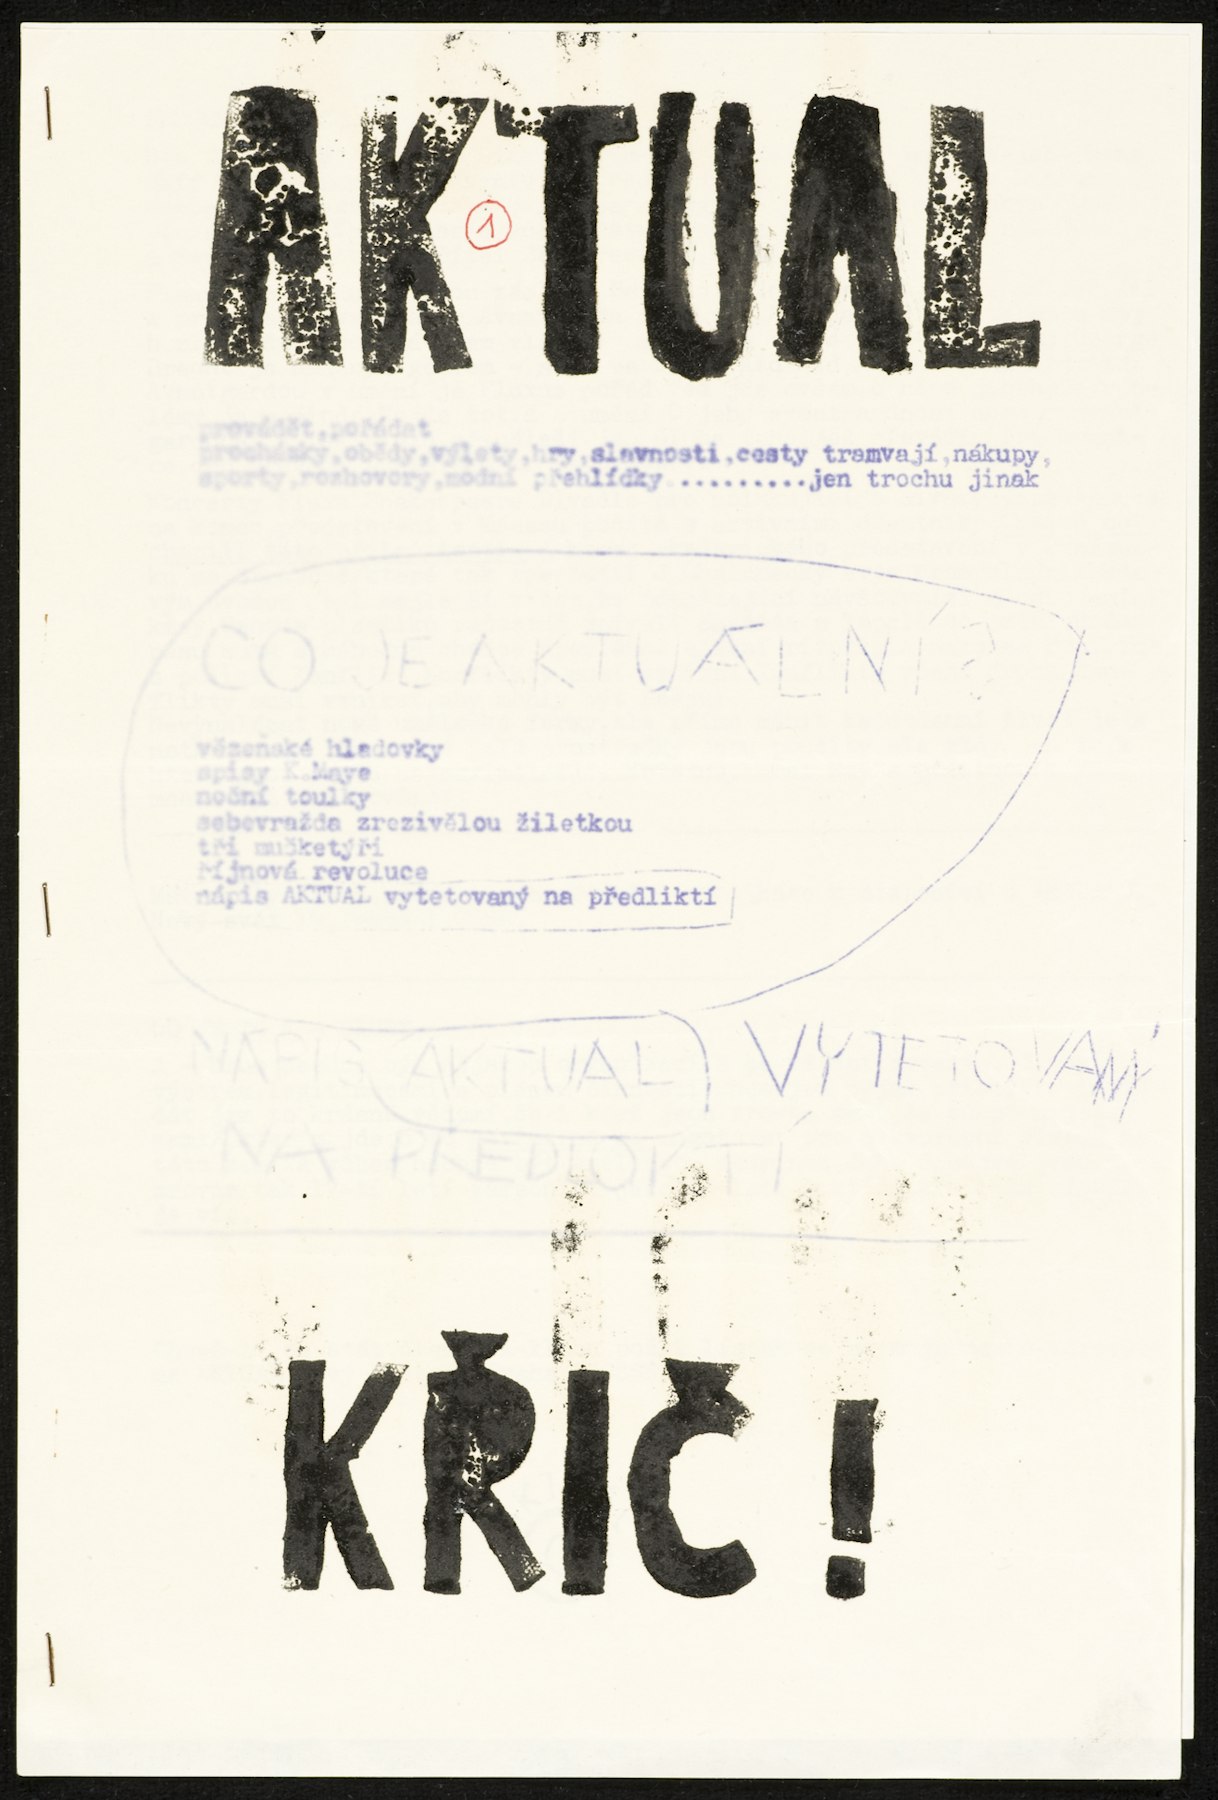 AKTUAL
1
provádět,pořádat
procházky,obědy,výlety,hry,slavnosti,cesty tramvají,nákupy,
sporty,rozhovory,modní přehlídky .........jen trochu jinak
CO JE AKTUÁLNÍ?
vězeňské hladovky
spisy K.Maye
noční toulky
sebevražda zrezivělou žiletkou
tři mušketýři
říjnová revoluce
nápis AKTUAL vytetovaný na předliktí
NÁPIS AKTUAL VYTETOVANÝ
NA PŘEDLOKTÍ
KŘIČ!